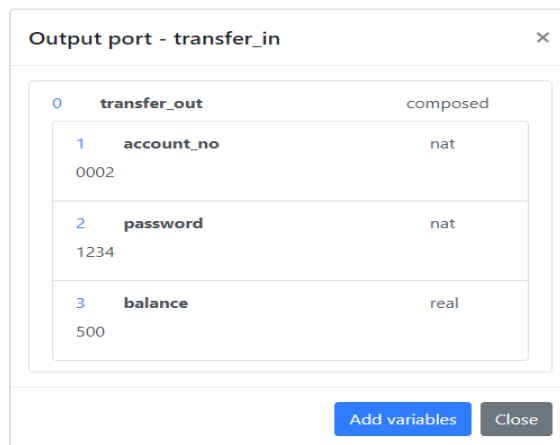 Output port - transfer_in ×
0 transfer_out composed
1 account_no nat
0002
2 password nat
1234
3 balance real
500
Add variables Close